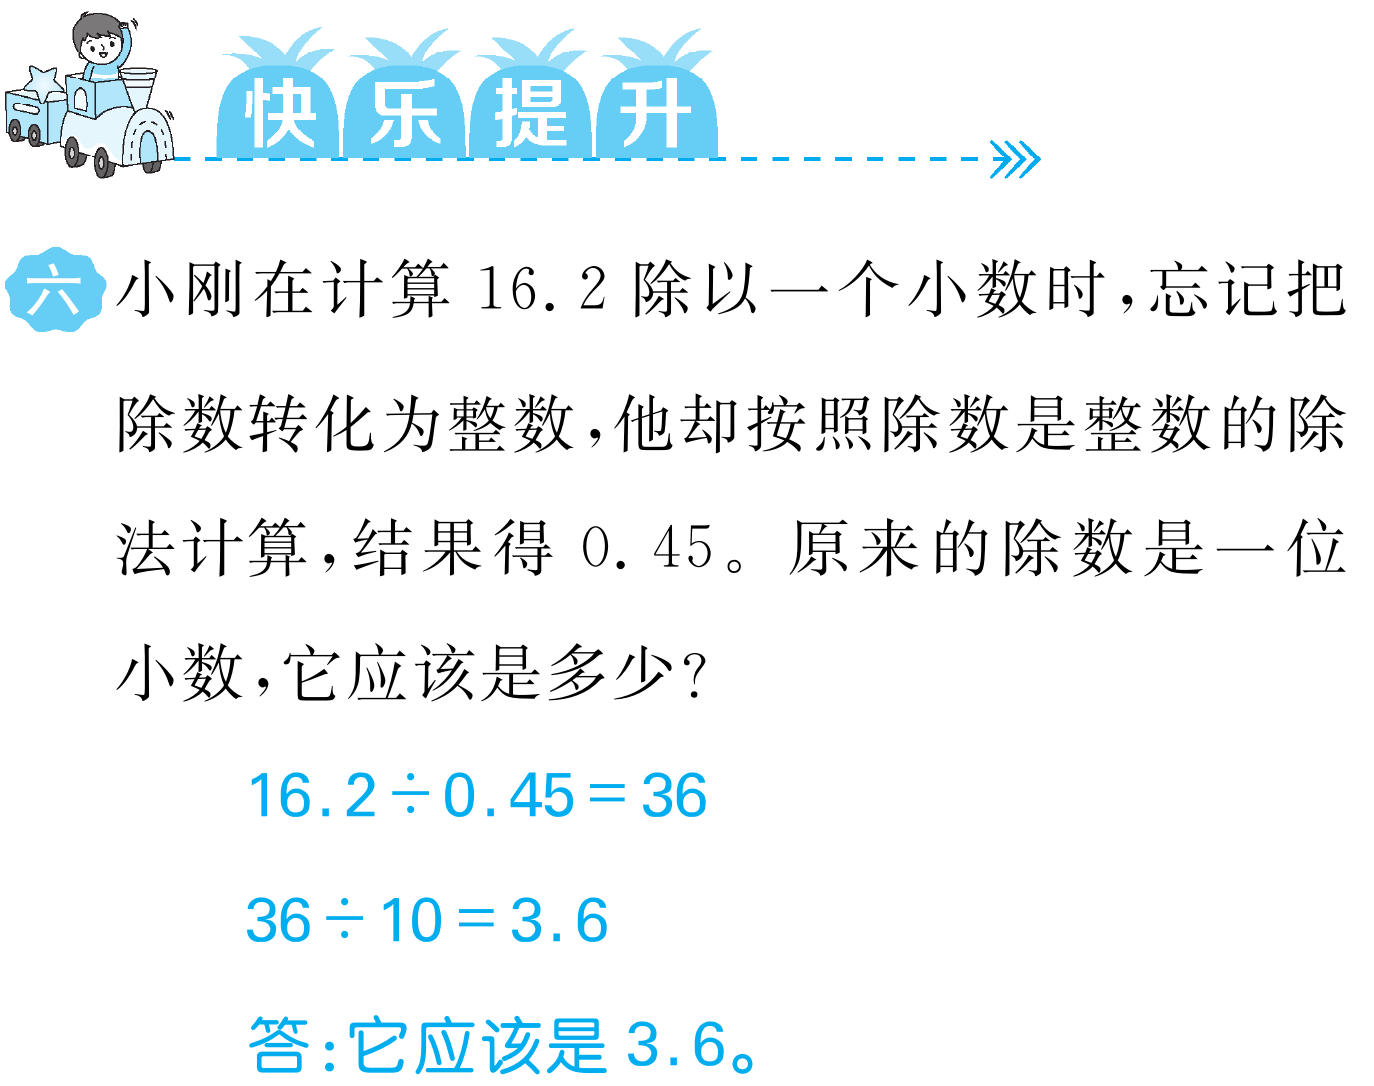 快乐提升
六 小刚在计算 16.2 除以一个小数时,忘记把
除数转化为整数,他却按照除数是整数的除
法计算,结果得 0.45。原来的除数是一位
小数,它应该是多少?
16.2÷0.45=36
36÷10=3.6
答:它应该是 3.6。